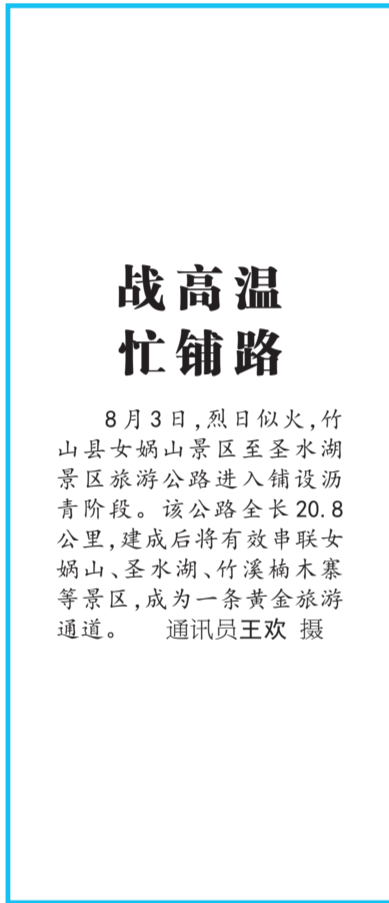 战高温
忙铺路
8月3日,烈日似火,竹
山县女娲山景区至圣水湖
景区旅游公路进入铺设沥
青阶段。该公路全长20.8
公里,建成后将有效串联女
娲山、圣水湖、竹溪楠木寨
等景区,成为一条黄金旅游
通道。 通讯员王欢 摄